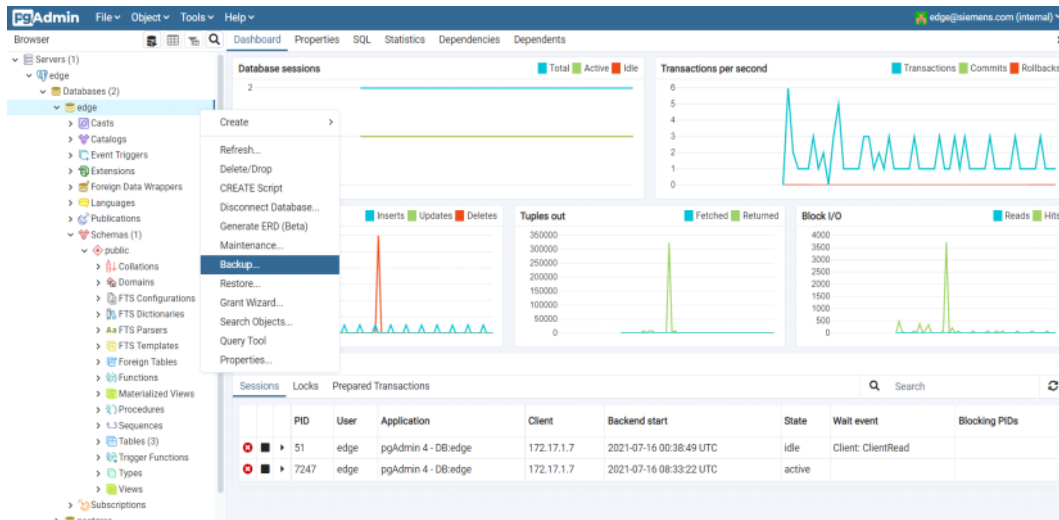 pgAdmin File Object Tools Help edge@siemens.com (internal)
Browser Dashboard Properties SQL Statistics Dependencies Dependents
Servers (1)
edge
Databases (2)
edge
Casts
Catalogs
Event Triggers
Extensions
Foreign Data Wrappers
Languages
Publications
Schemas (1)
public
Collations
Domains
FTS Configurations
FTS Dictionaries
Aa FTS Parsers
FTS Templates
Foreign Tables
Functions
Materialized Views
Procedures
1..3 Sequences
Tables (3)
Trigger Functions
Types
Views
Subscriptions
Create
Refresh...
Delete/Drop
CREATE Script
Disconnect Database...
Generate ERD (Beta)
Maintenance...
Backup...
Restore...
Grant Wizard...
Search Objects...
Query Tool
Properties...
Database sessions Total Active Idle
2
Transactions per second Transactions Commits Rollbacks
6
5
4
3
2
1
0
Inserts Updates Deletes
Tuples out Fetched Returned
350000
300000
250000
200000
150000
100000
50000
0
Block I/O Reads Hits
4000
3500
3000
2500
2000
1500
1000
500
0
Sessions Locks Prepared Transactions Search
PID User Application Client Backend start State Wait event Blocking PIDs
51 edge pgAdmin 4 - DB:edge 172.17.1.7 2021-07-16 00:38:49 UTC idle Client: ClientRead
7247 edge pgAdmin 4 - DB:edge 172.17.1.7 2021-07-16 08:33:22 UTC active